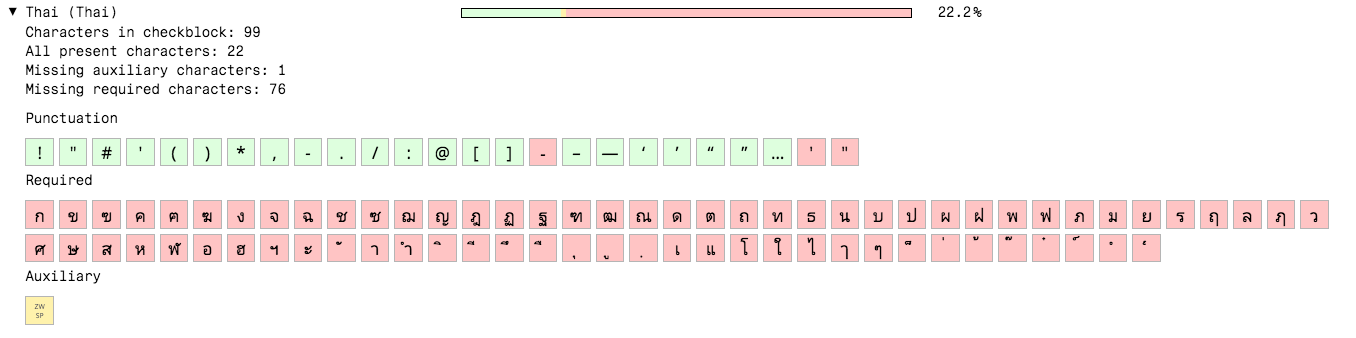 ▼ Thai (Thai) 22.2%
Characters in checkblock: 99
All present characters: 22
Missing auxiliary characters: 1
Missing required characters: 76
Punctuation
! " # ' ( ) * , - . / : @ [ ] ‐ – — ‘ ’ “ ” … ′ ″
Required
ก ข ฃ ค ฅ ฆ ง จ ฉ ช ซ ฌ ญ ฎ ฏ ฐ ฑ ฒ ณ ด ต ถ ท ธ น บ ป ผ ฝ พ ฟ ภ ม ย ร ฤ ล ฦ ว
ศ ษ ส ห ฬ อ ฮ ฯ ะ ั า ำ ิ ี ึ ื ุ ู ฺ เ แ โ ใ ไ ๅ ๆ ็ ่ ้ ๊ ๋ ์ ํ ๎
Auxiliary
ZW
SP